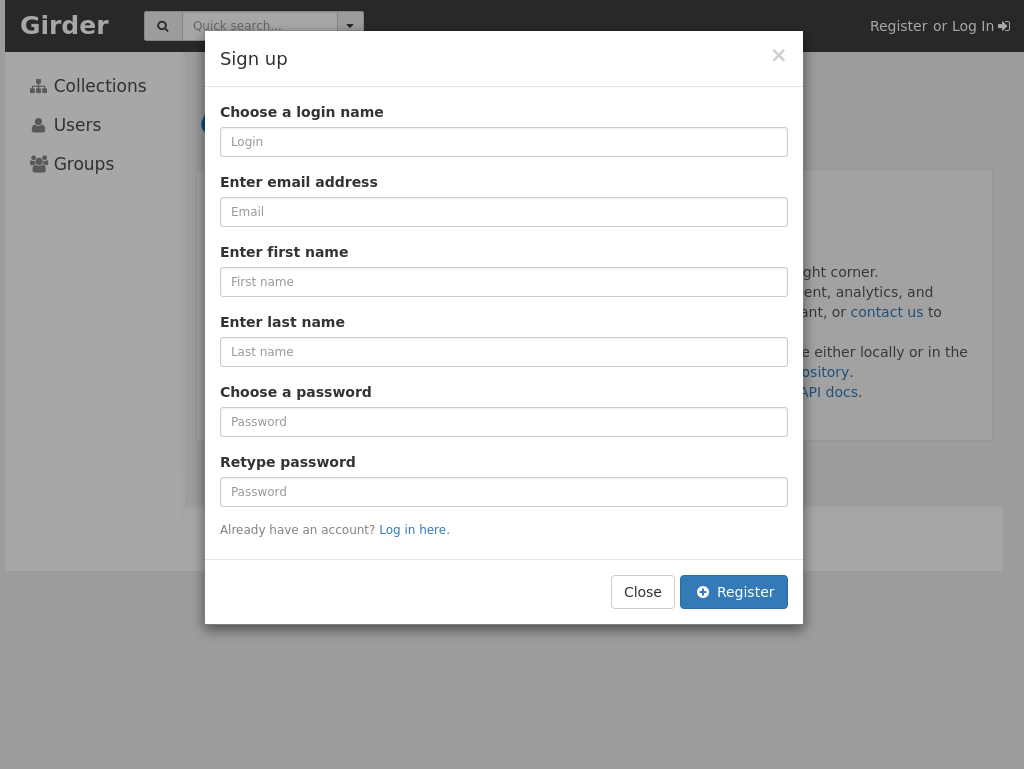 Girder
Quick search...
Register or Log In
Collections
Users
Groups
Sign up
×
Choose a login name
Login
Enter email address
Email
Enter first name
First name
Enter last name
Last name
Choose a password
Password
Retype password
Password
Already have an account? Log in here.
Close
Register
ght corner.
ent, analytics, and
ant, or contact us to
e either locally or in the
ository.
API docs.